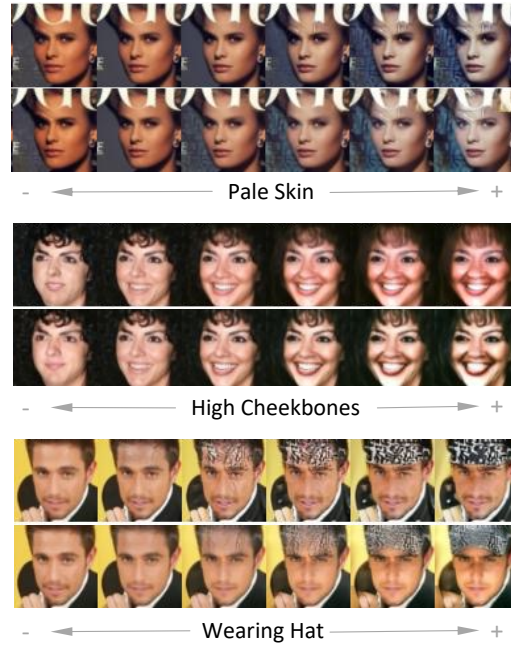 - Pale Skin +
- High Cheekbones +
- Wearing Hat +